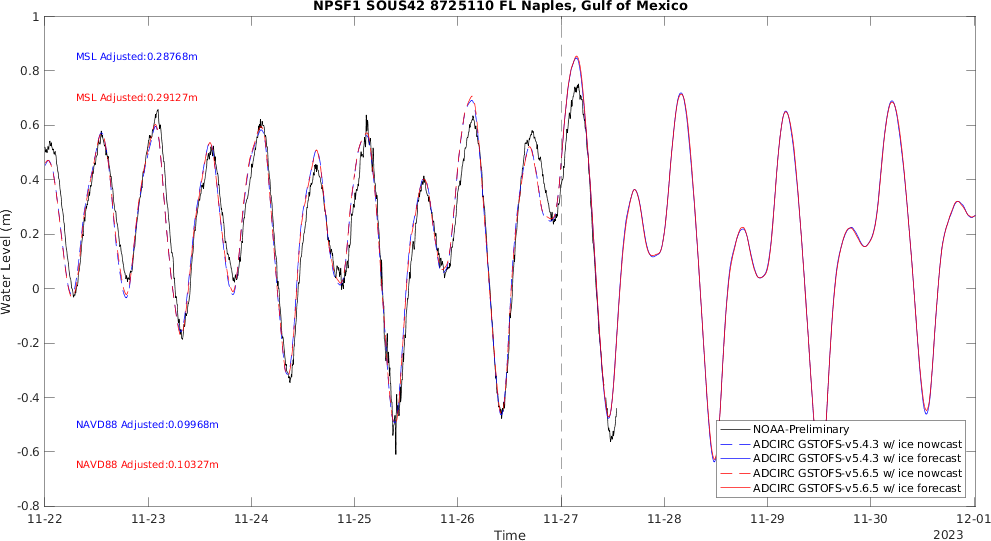 NPSF1 SOUS42 8725110 FL Naples, Gulf of Mexico
1
0.8
0.6
0.4
0.2
0
-0.2
-0.4
-0.6
-0.8
Water Level (m)
MSL Adjusted:0.28768m
MSL Adjusted:0.29127m
NAVD88 Adjusted:0.09968m
NAVD88 Adjusted:0.10327m
NOAA-Preliminary
ADCIRC GSTOFS-v5.4.3 w/ ice nowcast
ADCIRC GSTOFS-v5.4.3 w/ ice forecast
ADCIRC GSTOFS-v5.6.5 w/ ice nowcast
ADCIRC GSTOFS-v5.6.5 w/ ice forecast
11-22 11-23 11-24 11-25 11-26 11-27 11-28 11-29 11-30 12-01
Time
2023